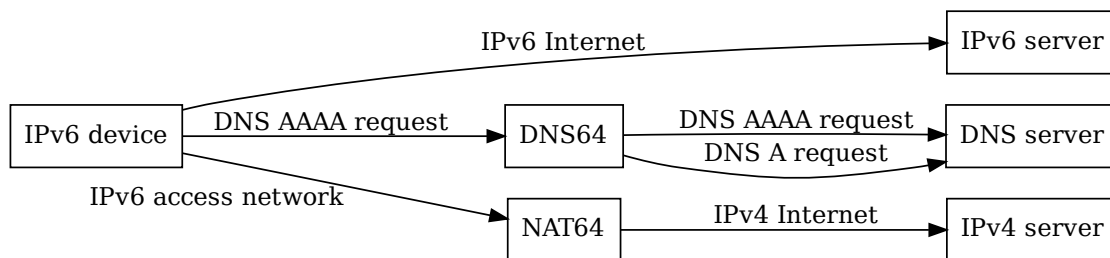 IPv6 Internet
IPv6 server
IPv6 device
DNS AAAA request
DNS64
DNS AAAA request
DNS A request
DNS server
IPv6 access network
NAT64
IPv4 Internet
IPv4 server